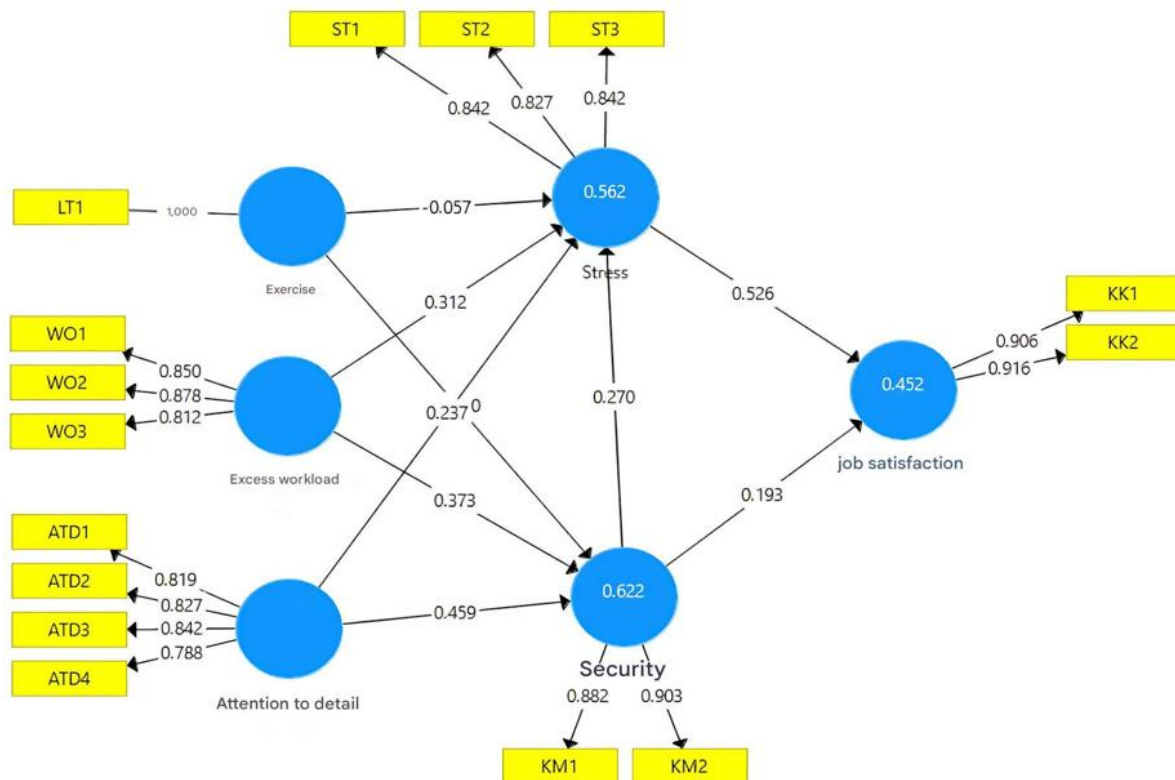 ST1 ST2 ST3
0.842 0.827 0.842
0.562
LT1 1,000 -0.057
Stress
Exercise
0.312 0.526
KK1
WO1 0.906
KK2
0.850 0.916
WO2 0.878 0.452
0.812 0.237 0.270
WO3
job satisfaction
Excess workload
0.373 0.193
ATD1
0.819
ATD2 0.827 0.622
0.459
ATD3 0.842
0.788
ATD4
Security
Attention to detail 0.882 0.903
KM1 KM2